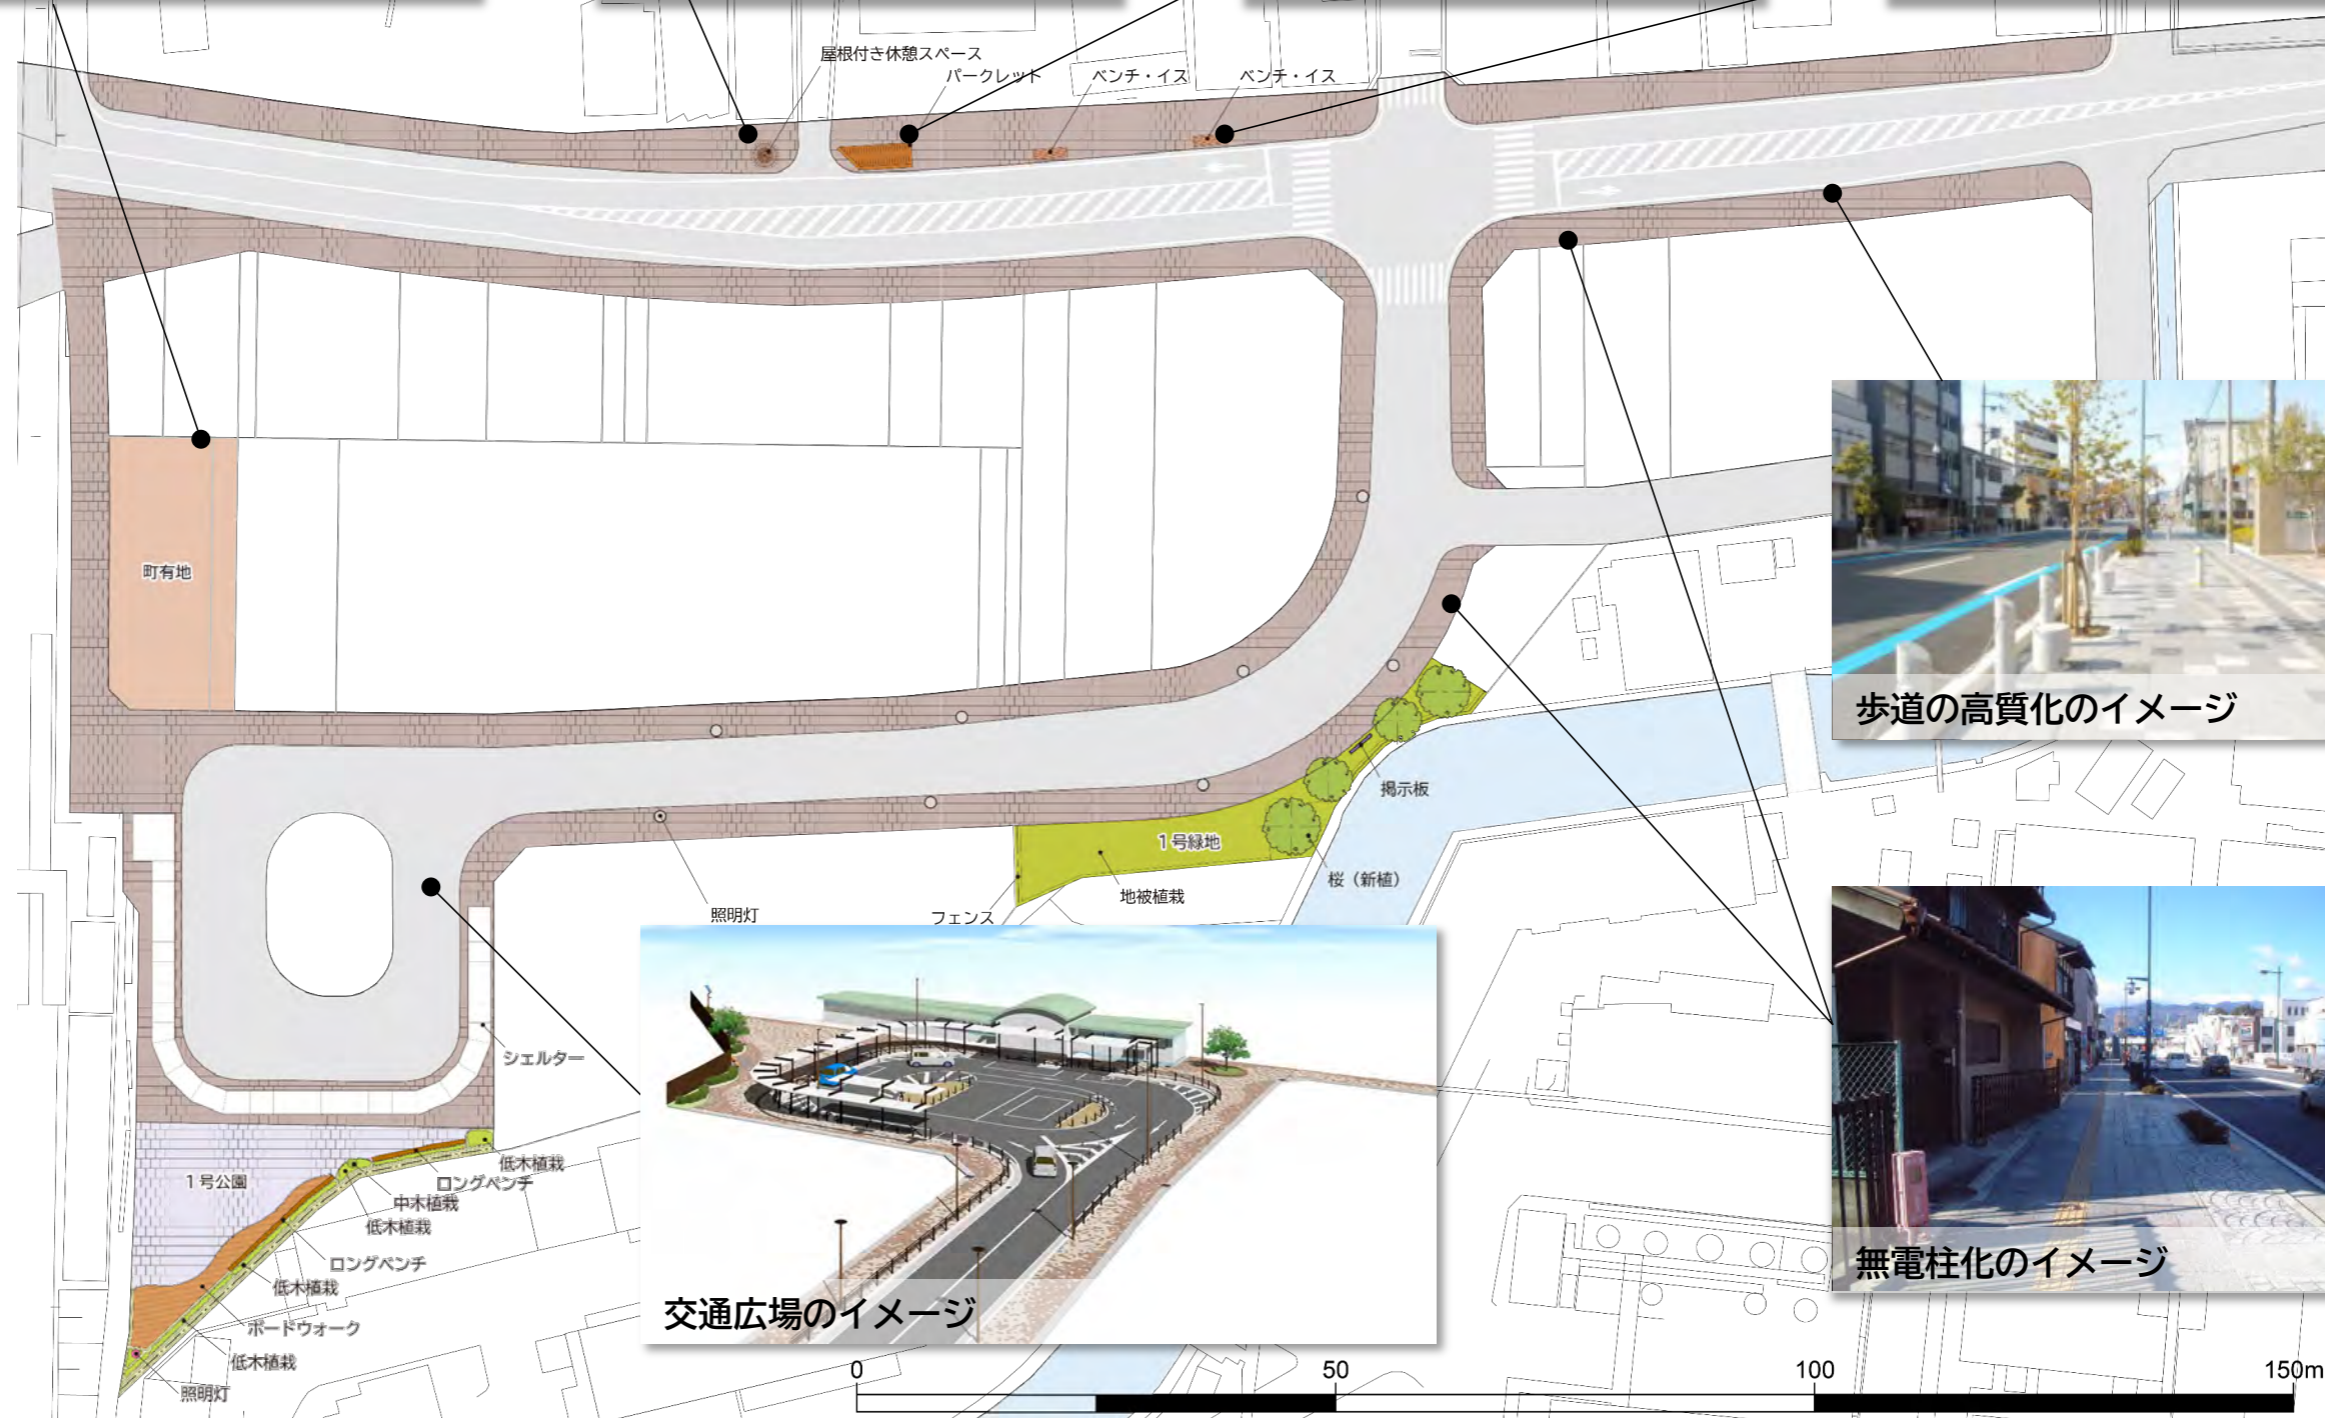 屋根付き休憩スペース
パークレット
ベンチ・イス
ベンチ・イス
町有地
歩道の高質化のイメージ
掲示板
1号緑地
桜（新植）
地被植栽
照明灯
フェンス
シェルター
低木植栽
ロングベンチ
1号公園
中木植栽
低木植栽
ロングベンチ
低木植栽
無電柱化のイメージ
交通広場のイメージ
ボードウォーク
低木植栽
照明灯
0 50 100 150m